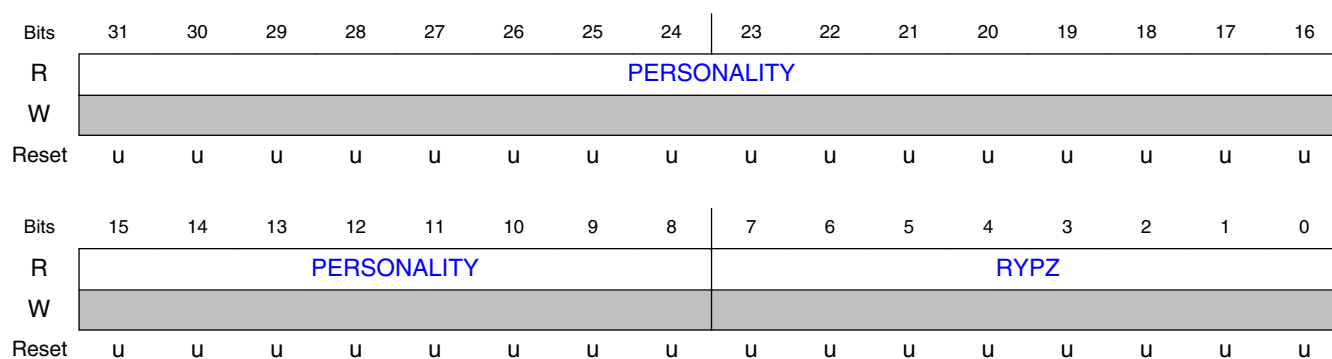 Bits 31 30 29 28 27 26 25 24 23 22 21 20 19 18 17 16
R PERSONALITY
W
Reset u u u u u u u u u u u u u u u u
Bits 15 14 13 12 11 10 9 8 7 6 5 4 3 2 1 0
R PERSONALITY RYPZ
W
Reset u u u u u u u u u u u u u u u u